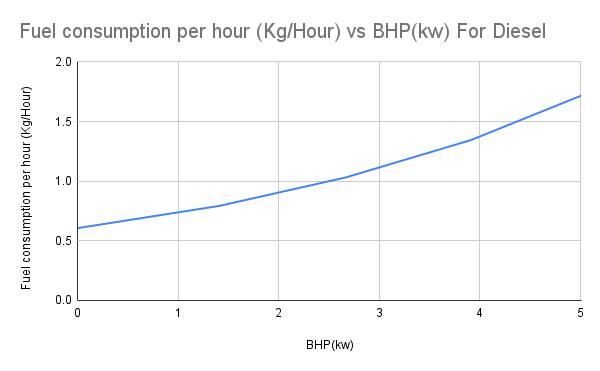 Fuel consumption per hour (Kg/Hour) vs BHP(kw) For Diesel
Fuel consumption per hour (Kg/Hour)
2.0
1.5
1.0
0.5
0.0
0 1 2 3 4 5
BHP(kw)